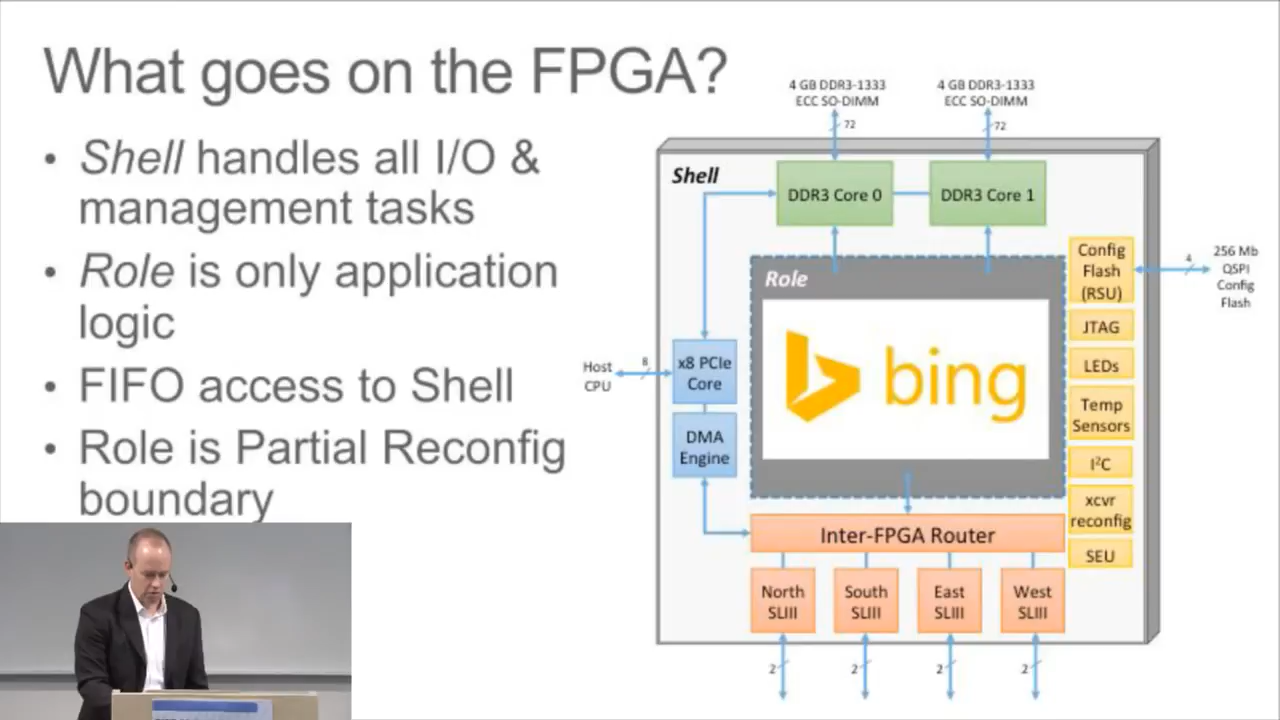 What goes on the FPGA?
• Shell handles all I/O &
management tasks
• Role is only application
logic
• FIFO access to Shell
• Role is Partial Reconfig
boundary
4 GB DDR3-1333
ECC SO-DIMM
4 GB DDR3-1333
ECC SO-DIMM
72
72
Shell
DDR3 Core 0
DDR3 Core 1
Role
bing
Host
CPU
8
x8 PCIe
Core
DMA
Engine
Config
Flash
(RSU)
4
256 Mb
QSPI
Config
Flash
JTAG
LEDs
Temp
Sensors
I²C
xcvr
reconfig
SEU
Inter-FPGA Router
North
SLIII
South
SLIII
East
SLIII
West
SLIII
2
2
2
2